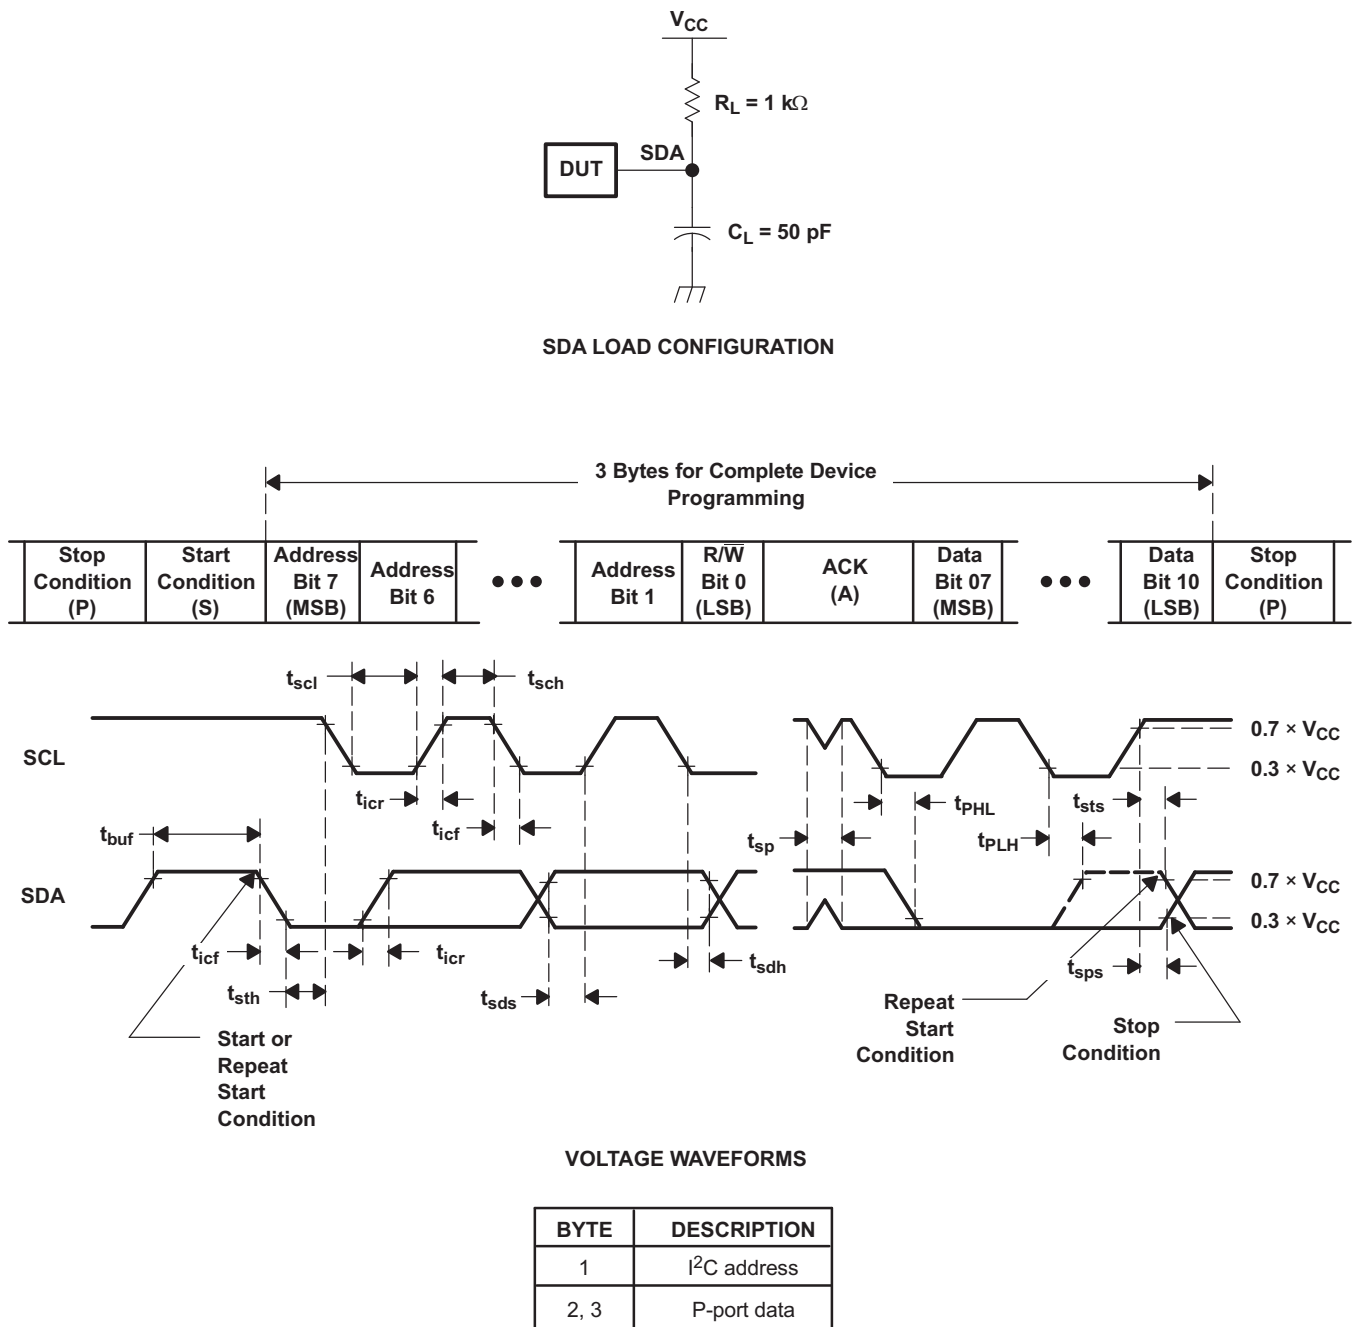 VCC
RL = 1 kΩ
SDA
DUT
CL = 50 pF
SDA LOAD CONFIGURATION
3 Bytes for Complete Device
Programming
Stop
Condition
(P)
Start
Condition
(S)
Address
Bit 7
(MSB)
Address
Bit 6
•••
Address
Bit 1
R/W̅
Bit 0
(LSB)
ACK
(A)
Data
Bit 07
(MSB)
•••
Data
Bit 10
(LSB)
Stop
Condition
(P)
tscl
tsch
SCL
0.7 × VCC
0.3 × VCC
ticr
ticf
tPHL
tsts
tbuf
tsp
tPLH
SDA
0.7 × VCC
0.3 × VCC
ticf
ticr
tsdh
tsps
tsth
tsds
Start or
Repeat
Start
Condition
Repeat
Start
Condition
Stop
Condition
VOLTAGE WAVEFORMS
BYTE DESCRIPTION
1 I²C address
2, 3 P-port data